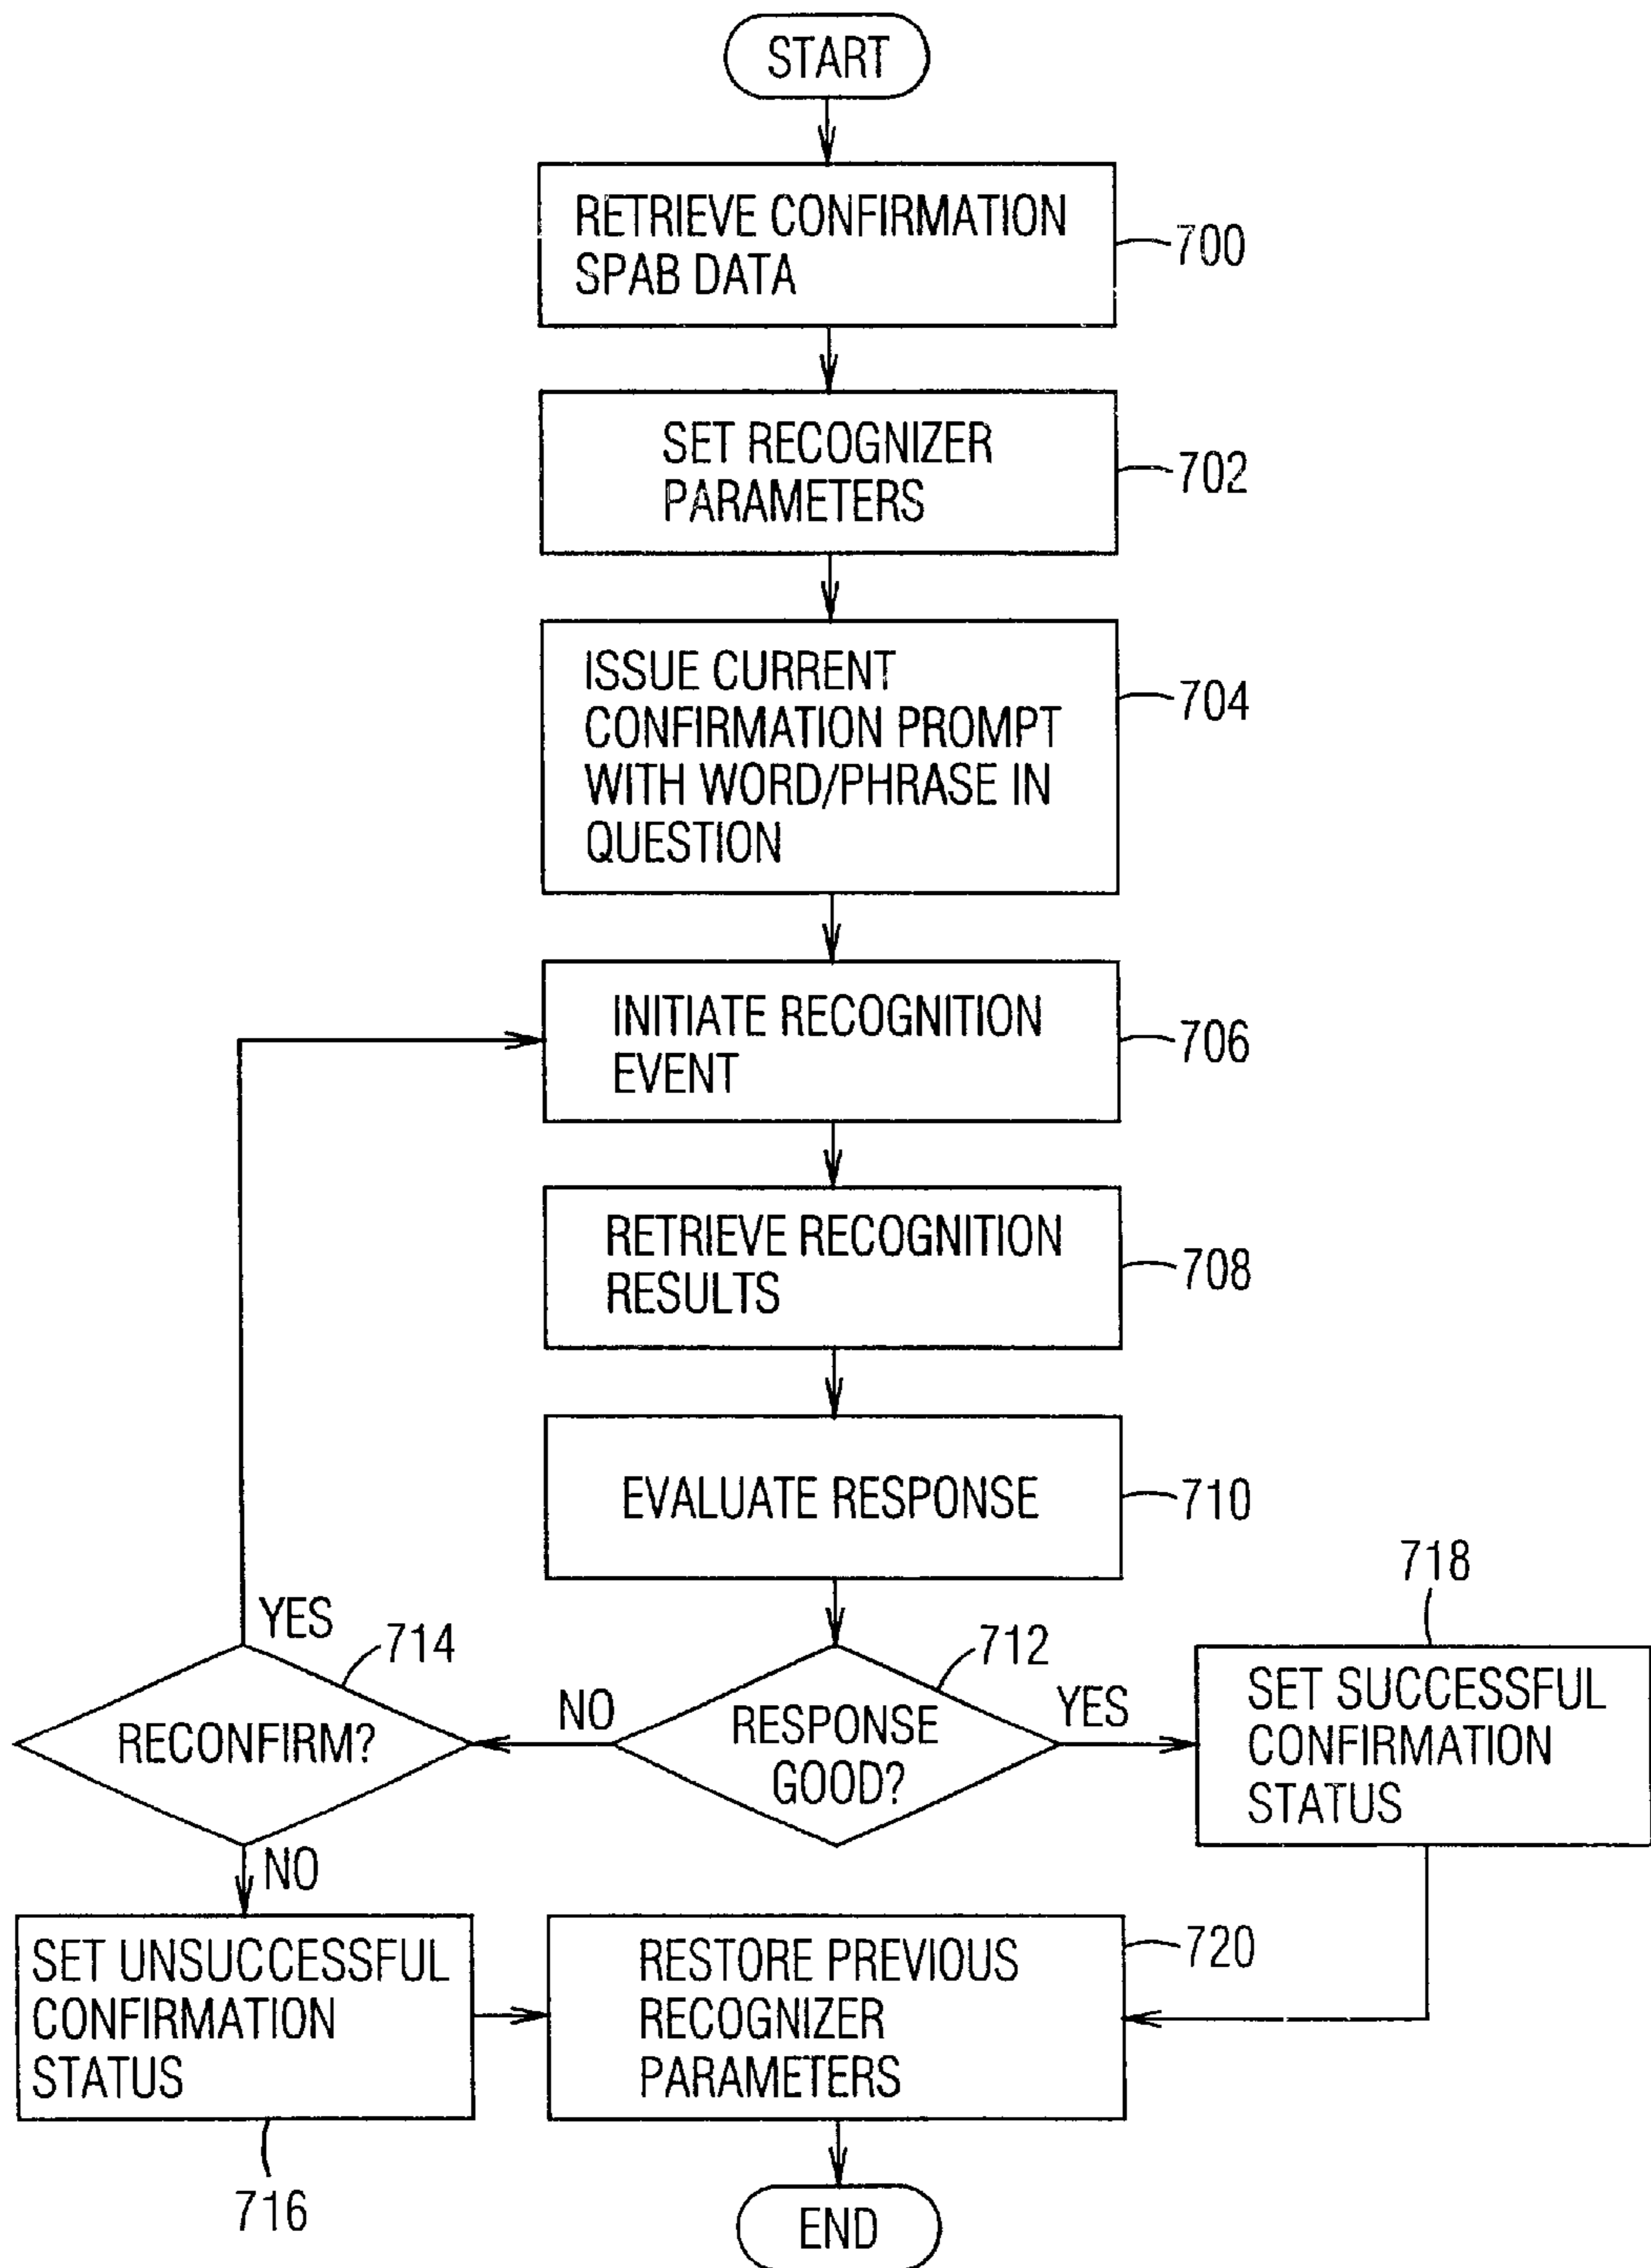 START
RETRIEVE CONFIRMATION
SPAB DATA
700
SET RECOGNIZER
PARAMETERS
702
ISSUE CURRENT
CONFIRMATION PROMPT
WITH WORD/PHRASE IN
QUESTION
704
INITIATE RECOGNITION
EVENT
706
RETRIEVE RECOGNITION
RESULTS
708
EVALUATE RESPONSE
710
RESPONSE
GOOD?
712
NO
YES
RECONFIRM?
714
YES
NO
SET SUCCESSFUL
CONFIRMATION
STATUS
718
SET UNSUCCESSFUL
CONFIRMATION
STATUS
716
RESTORE PREVIOUS
RECOGNIZER
PARAMETERS
720
END